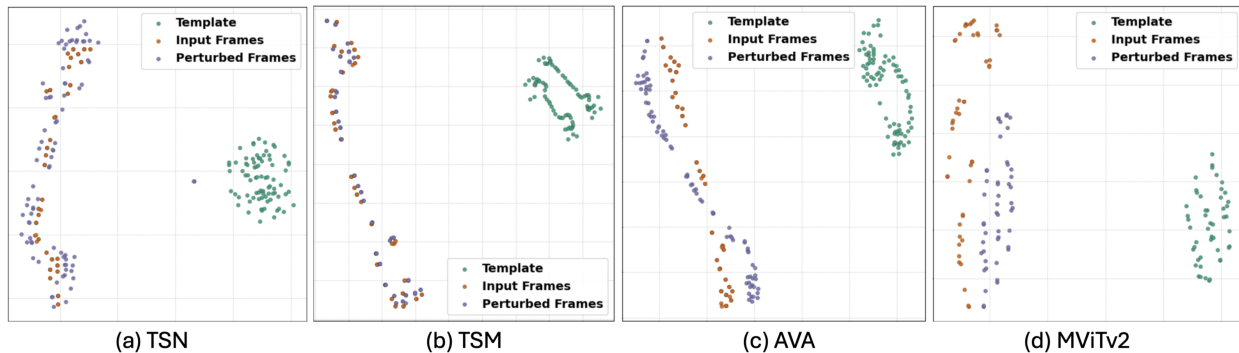 Template
Input Frames
Perturbed Frames
Template
Input Frames
Perturbed Frames
Template
Input Frames
Perturbed Frames
Template
Input Frames
Perturbed Frames
(a) TSN
(b) TSM
(c) AVA
(d) MViTv2